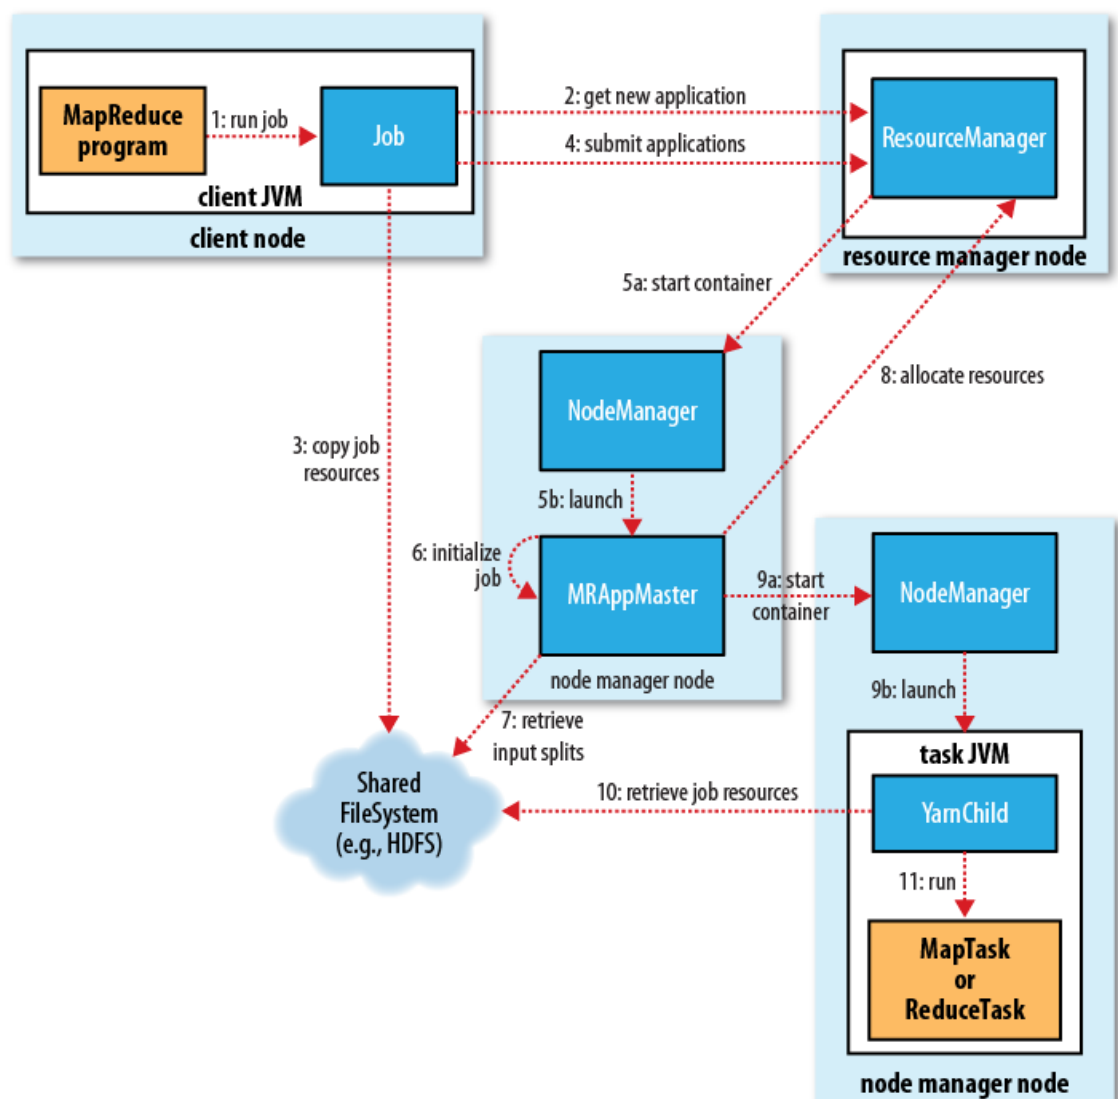 MapReduce
program
1: run job
Job
client JVM
client node
2: get new application
4: submit applications
ResourceManager
resource manager node
5a: start container
8: allocate resources
3: copy job
resources
NodeManager
5b: launch
6: initialize
job
MRAppMaster
node manager node
9a: start
container
NodeManager
9b: launch
7: retrieve
input splits
Shared
FileSystem
(e.g., HDFS)
10: retrieve job resources
task JVM
YarnChild
11: run
MapTask
or
ReduceTask
node manager node